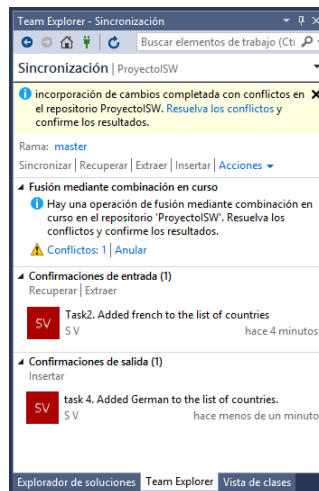 Team Explorer - Sincronización
Buscar elementos de trabajo (Ctı
Sincronización | ProyectoISW
incorporación de cambios completada con conflictos en
el repositorio ProyectoISW. Resuelva los conflictos y
confirme los resultados.
Rama: master
Sincronizar | Recuperar | Extraer | Insertar | Acciones
Fusión mediante combinación en curso
Hay una operación de fusión mediante combinación en
curso en el repositorio 'ProyectoISW'. Resuelva los
conflictos y confirme los resultados.
Conflictos: 1 | Anular
Confirmaciones de entrada (1)
Recuperar | Extraer
SV
Task2. Added french to the list of countries
S V hace 4 minutos
Confirmaciones de salida (1)
Insertar
SV
task 4. Added German to the list of countries.
S V hace menos de un minuto
Explorador de soluciones Team Explorer Vista de clases